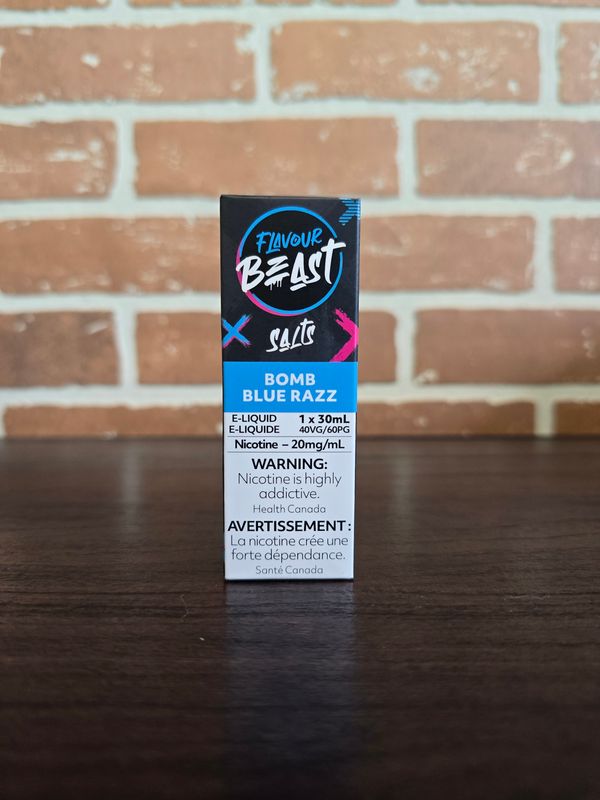 FLAVOUR
BEAST
SALTS
BOMB
BLUE RAZZ
E-LIQUID 1 x 30mL
E-LIQUIDE 40VG/60PG
Nicotine – 20mg/mL
WARNING:
Nicotine is highly
addictive.
Health Canada
AVERTISSEMENT :
La nicotine crée une
forte dépendance.
Santé Canada